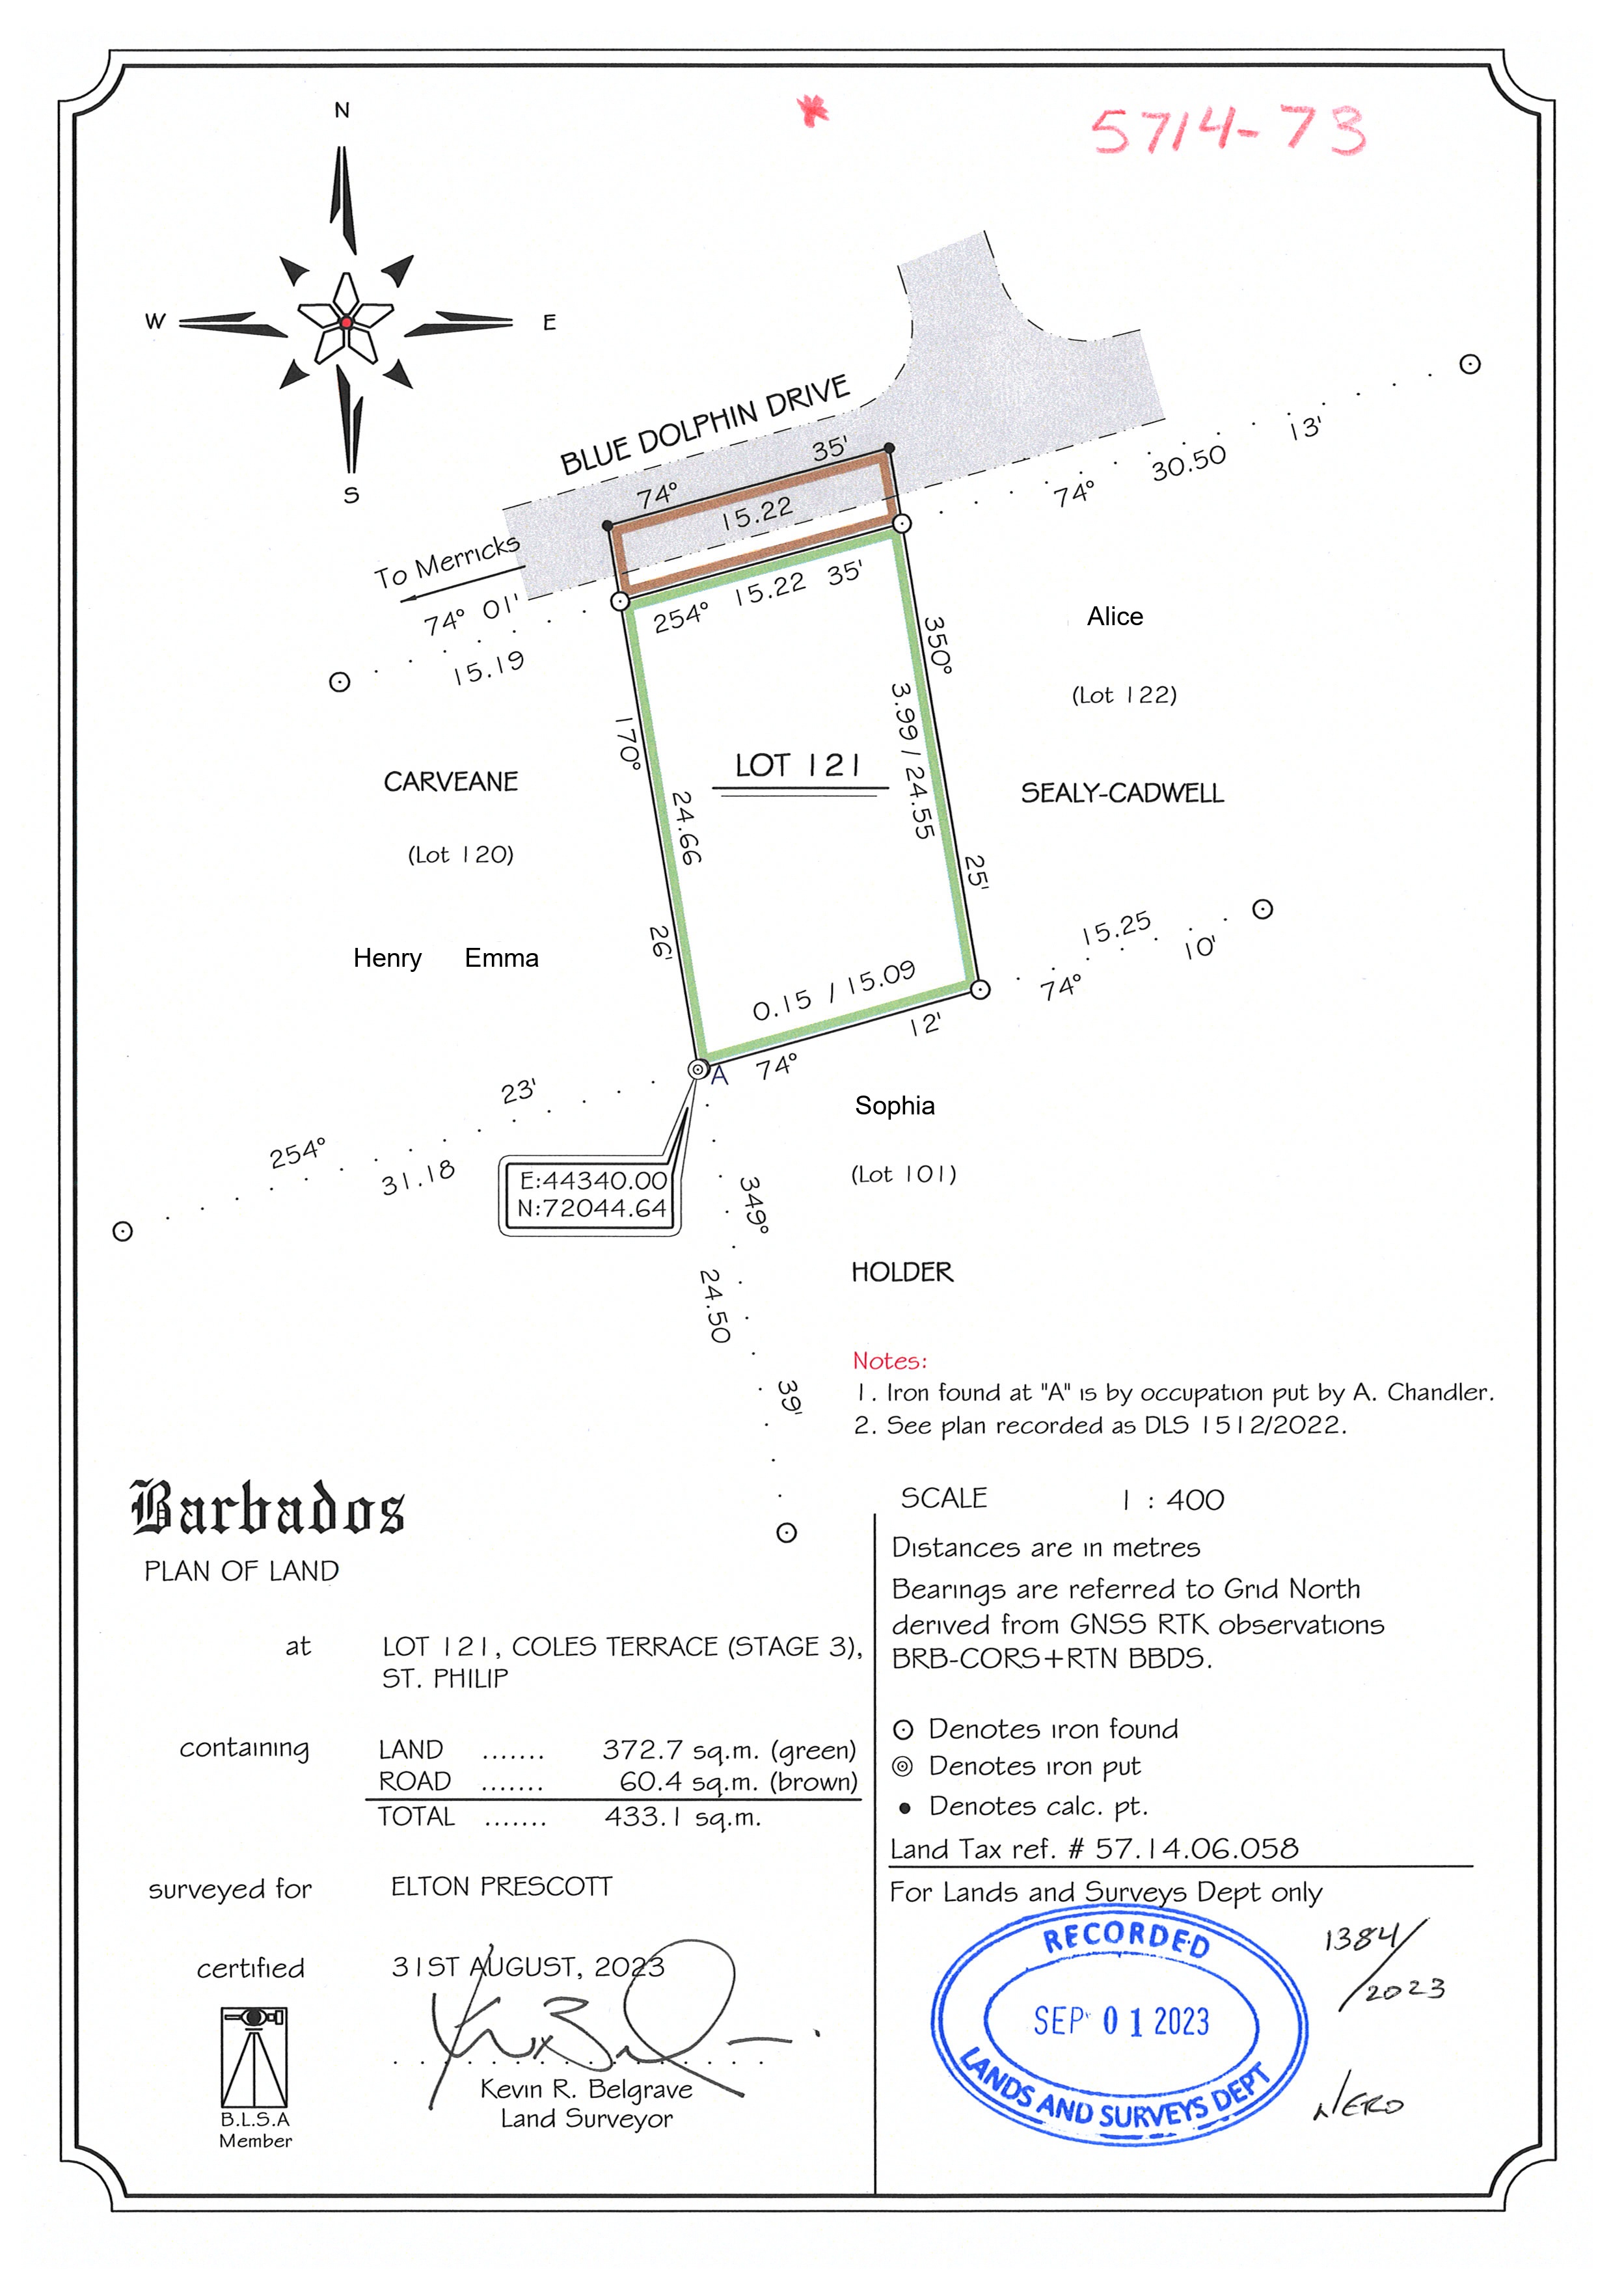 5714-73
N
W
E
S
BLUE DOLPHIN DRIVE
74° 35'
15.22
To Merricks
74° 01'
15.19
254° 15.22 35'
74° 30.50 13'
Alice
(Lot 122)
SEALY-CADWELL
350°
3.99 / 24.55
25'
170°
24.66
26'
LOT 121
CARVEANE
(Lot 120)
Henry Emma
15.25
74° 10'
0.15 / 15.09
74° 12'
A
23'
254°
31.18
E:44340.00
N:72044.64
Sophia
(Lot 101)
HOLDER
349°
24.50
39'
Notes:
1. Iron found at "A" is by occupation put by A. Chandler.
2. See plan recorded as DLS 1512/2022.
Barbados
PLAN OF LAND
at LOT 121, COLES TERRACE (STAGE 3),
ST. PHILIP
containing LAND ....... 372.7 sq.m. (green)
ROAD ....... 60.4 sq.m. (brown)
TOTAL ....... 433.1 sq.m.
surveyed for ELTON PRESCOTT
certified 31ST AUGUST, 2023
Kevin R. Belgrave
Land Surveyor
B.L.S.A
Member
SCALE 1 : 400
Distances are in metres
Bearings are referred to Grid North
derived from GNSS RTK observations
BRB-CORS+RTN BBDS.
Denotes iron found
Denotes iron put
Denotes calc. pt.
Land Tax ref. # 57.14.06.058
For Lands and Surveys Dept only
RECORDED
SEP 01 2023
LANDS AND SURVEYS DEPT
1384/
2023